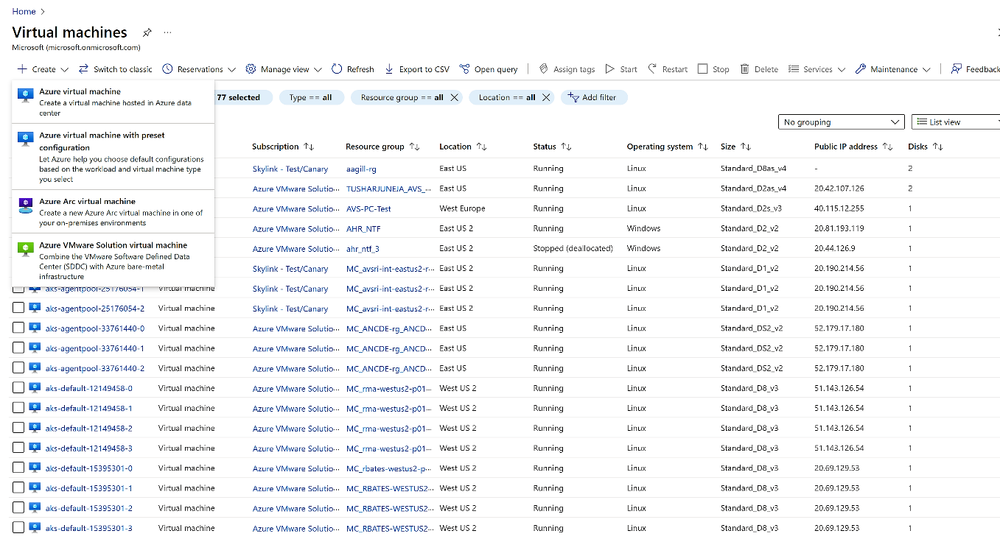 Home
Virtual machines
Microsoft (microsoft.onmicrosoft.com)
Create Switch to classic Reservations Manage view Refresh Export to CSV Open query Assign tags Start Restart Stop Delete Services Maintenance Feedback
Azure virtual machine
Create a virtual machine hosted in Azure data
center
Azure virtual machine with preset
configuration
Let Azure help you choose default configurations
based on the workload and virtual machine type
you select
Azure Arc virtual machine
Create a new Azure Arc virtual machine in one of
your on-premises environments
Azure VMware Solution virtual machine
Combine the VMware Software Defined Data
Center (SDDC) with Azure bare-metal
infrastructure
77 selected Type == all Resource group == all Location == all Add filter
No grouping List view
Subscription Resource group Location Status Operating system Size Public IP address Disks
Skylink - Test/Canary aagill-rg East US Running Linux Standard_D8as_v4 - 2
Azure VMware Solutio... TUSHARJUNEJA_AVS_... East US Running Linux Standard_D2as_v4 20.42.107.126 2
Azure VMware Solutio... AVS-PC-Test West Europe Running Linux Standard_D2s_v3 40.115.12.255 1
Azure VMware Solutio... AHR_NTF East US 2 Running Windows Standard_D2_v2 20.81.193.119 1
Azure VMware Solutio... ahr_ntf_3 East US 2 Stopped (deallocated) Windows Standard_D2_v2 20.44.126.9 1
Skylink - Test/Canary MC_avsri-int-eastus2-r... East US 2 Running Linux Standard_D1_v2 20.190.214.56 1
aks-agentpool-25176054-1 Virtual machine Skylink - Test/Canary MC_avsri-int-eastus2-r... East US 2 Running Linux Standard_D1_v2 20.190.214.56 1
aks-agentpool-25176054-2 Virtual machine Skylink - Test/Canary MC_avsri-int-eastus2-r... East US 2 Running Linux Standard_D1_v2 20.190.214.56 1
aks-agentpool-33761440-0 Virtual machine Azure VMware Solutio... MC_ANCDE-rg_ANCD... East US Running Linux Standard_DS2_v2 52.179.17.180 1
aks-agentpool-33761440-1 Virtual machine Azure VMware Solutio... MC_ANCDE-rg_ANCD... East US Running Linux Standard_DS2_v2 52.179.17.180 1
aks-agentpool-33761440-2 Virtual machine Azure VMware Solutio... MC_ANCDE-rg_ANCD... East US Running Linux Standard_DS2_v2 52.179.17.180 1
aks-default-12149458-0 Virtual machine Azure VMware Solutio... MC_rma-westus2-p01... West US 2 Running Linux Standard_D8_v3 51.143.126.54 1
aks-default-12149458-1 Virtual machine Azure VMware Solutio... MC_rma-westus2-p01... West US 2 Running Linux Standard_D8_v3 51.143.126.54 1
aks-default-12149458-2 Virtual machine Azure VMware Solutio... MC_rma-westus2-p01... West US 2 Running Linux Standard_D8_v3 51.143.126.54 1
aks-default-12149458-3 Virtual machine Azure VMware Solutio... MC_rma-westus2-p01... West US 2 Running Linux Standard_D8_v3 51.143.126.54 1
aks-default-15395301-0 Virtual machine Azure VMware Solutio... MC_rbates-westus2-p... West US 2 Running Linux Standard_D8_v3 20.69.129.53 1
aks-default-15395301-1 Virtual machine Azure VMware Solutio... MC_RBATES-WESTUS2... West US 2 Running Linux Standard_D8_v3 20.69.129.53 1
aks-default-15395301-2 Virtual machine Azure VMware Solutio... MC_RBATES-WESTUS2... West US 2 Running Linux Standard_D8_v3 20.69.129.53 1
aks-default-15395301-3 Virtual machine Azure VMware Solutio... MC_RBATES-WESTUS2... West US 2 Running Linux Standard_D8_v3 20.69.129.53 1